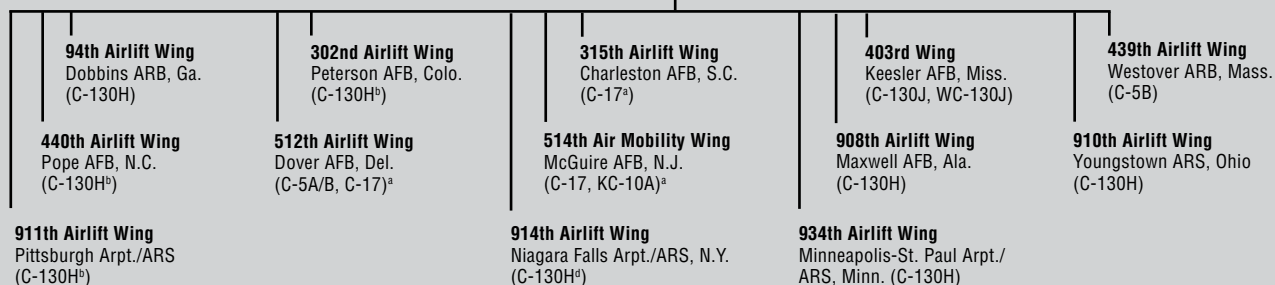 94th Airlift Wing
Dobbins ARB, Ga.
(C-130H)
302nd Airlift Wing
Peterson AFB, Colo.
(C-130Hᵇ)
315th Airlift Wing
Charleston AFB, S.C.
(C-17ᵃ)
403rd Wing
Keesler AFB, Miss.
(C-130J, WC-130J)
439th Airlift Wing
Westover ARB, Mass.
(C-5B)
440th Airlift Wing
Pope AFB, N.C.
(C-130Hᵇ)
512th Airlift Wing
Dover AFB, Del.
(C-5A/B, C-17)ᵃ
514th Air Mobility Wing
McGuire AFB, N.J.
(C-17, KC-10A)ᵃ
908th Airlift Wing
Maxwell AFB, Ala.
(C-130H)
910th Airlift Wing
Youngstown ARS, Ohio
(C-130H)
911th Airlift Wing
Pittsburgh Arpt./ARS
(C-130Hᵇ)
914th Airlift Wing
Niagara Falls Arpt./ARS, N.Y.
(C-130Hᵈ)
934th Airlift Wing
Minneapolis-St. Paul Arpt./
ARS, Minn. (C-130H)